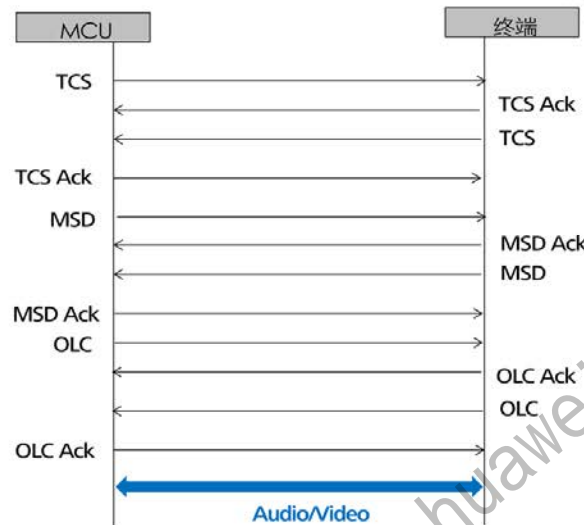 MCU
终端
TCS
TCS Ack
TCS
TCS Ack
MSD
MSD Ack
MSD
MSD Ack
OLC
OLC Ack
OLC
OLC Ack
Audio/Video
huawei